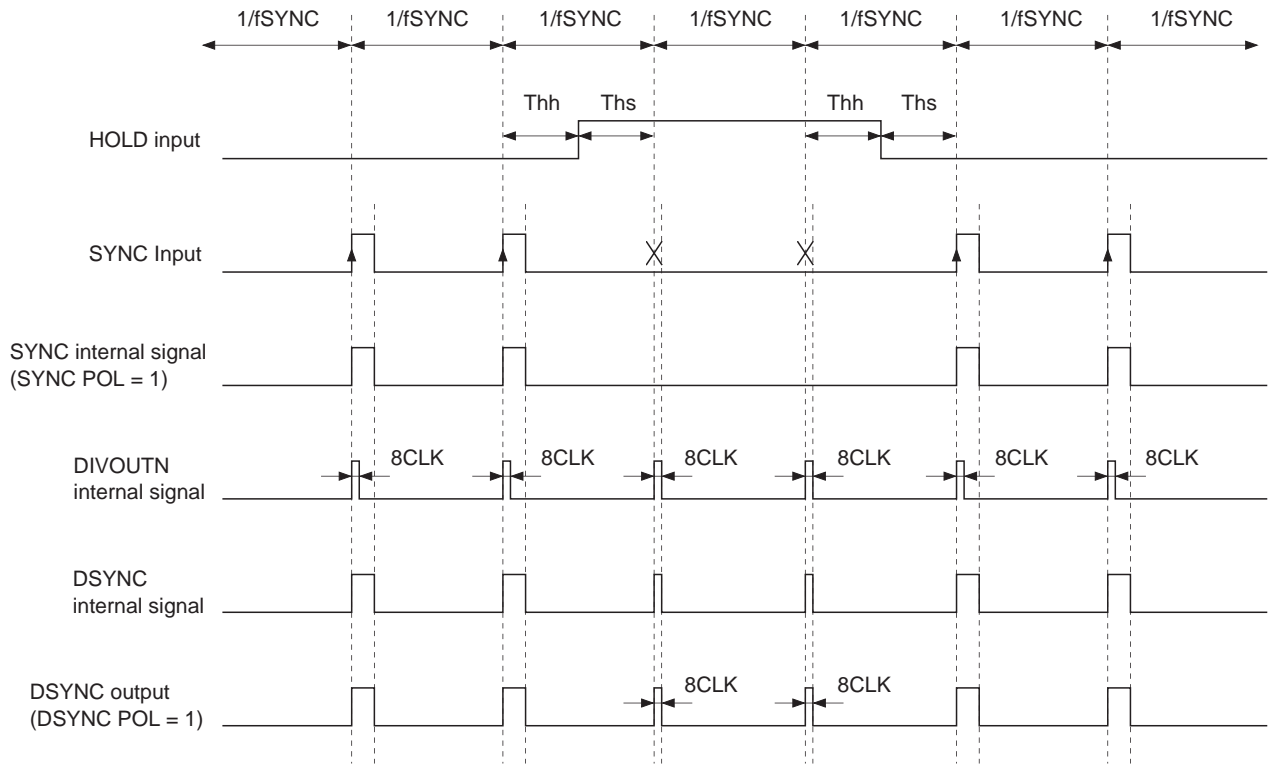 1/fSYNC 1/fSYNC 1/fSYNC 1/fSYNC 1/fSYNC 1/fSYNC 1/fSYNC
Thh Ths Thh Ths
HOLD input
SYNC Input
SYNC internal signal
(SYNC POL = 1)
8CLK 8CLK 8CLK 8CLK 8CLK 8CLK
DIVOUTN
internal signal
DSYNC
internal signal
8CLK 8CLK
DSYNC output
(DSYNC POL = 1)